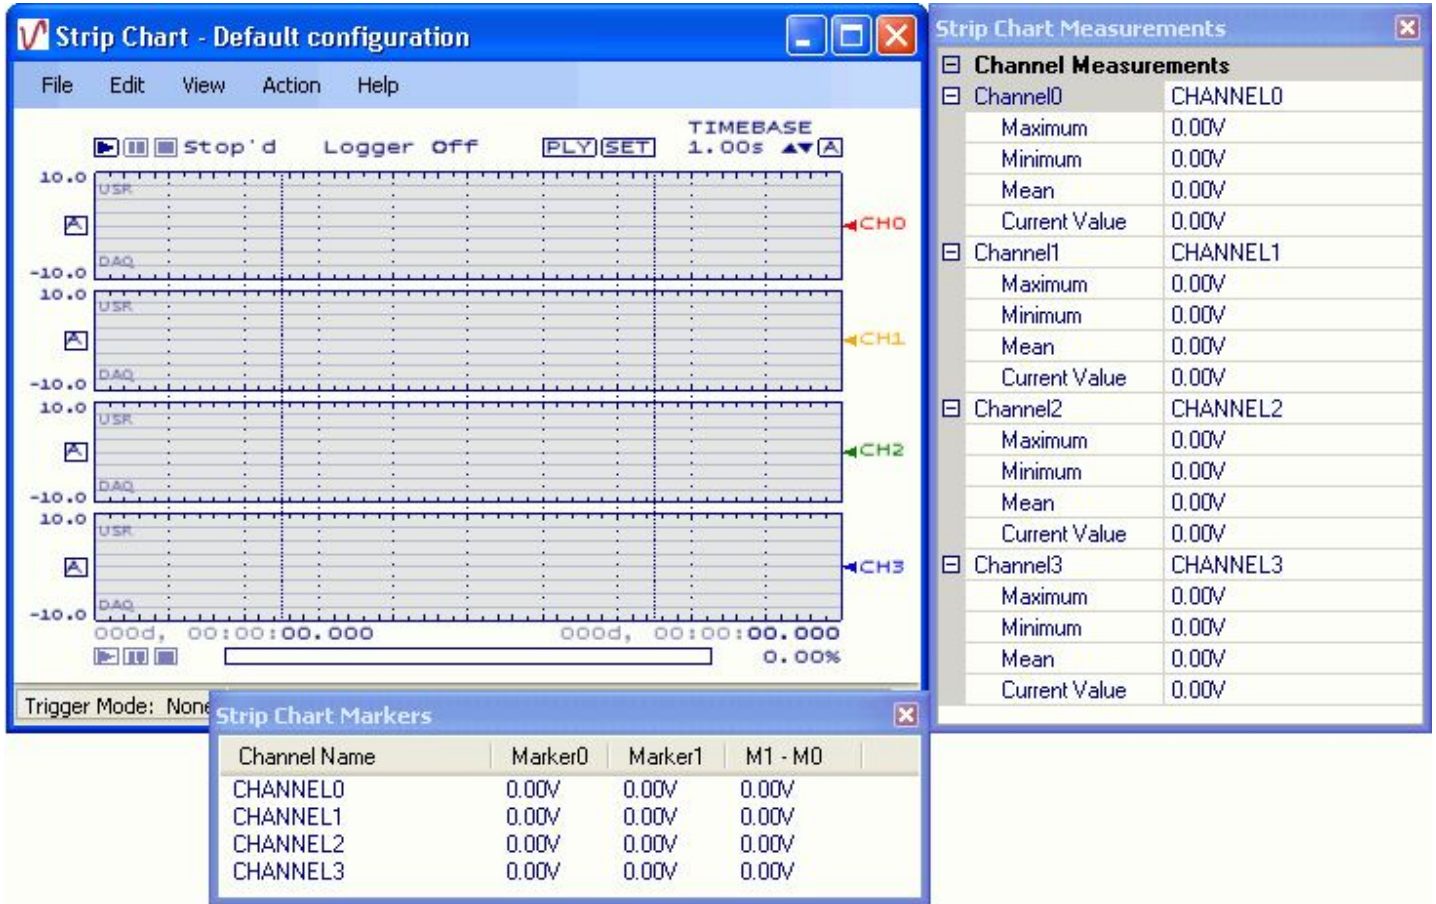 Strip Chart - Default configuration
File Edit View Action Help
TIMEBASE
Stop'd Logger Off PLY SET 1.00s A
10.0
USR
A CH0
DAQ
-10.0
10.0
USR
A CH1
DAQ
-10.0
10.0
USR
A CH2
DAQ
-10.0
10.0
USR
A CH3
DAQ
-10.0
000d, 00:00:00.000 000d, 00:00:00.000
0.00%
Trigger Mode: None
Strip Chart Markers
Channel Name Marker0 Marker1 M1 - M0
CHANNEL0 0.00V 0.00V 0.00V
CHANNEL1 0.00V 0.00V 0.00V
CHANNEL2 0.00V 0.00V 0.00V
CHANNEL3 0.00V 0.00V 0.00V
Strip Chart Measurements
Channel Measurements
Channel0 CHANNEL0
Maximum 0.00V
Minimum 0.00V
Mean 0.00V
Current Value 0.00V
Channel1 CHANNEL1
Maximum 0.00V
Minimum 0.00V
Mean 0.00V
Current Value 0.00V
Channel2 CHANNEL2
Maximum 0.00V
Minimum 0.00V
Mean 0.00V
Current Value 0.00V
Channel3 CHANNEL3
Maximum 0.00V
Minimum 0.00V
Mean 0.00V
Current Value 0.00V